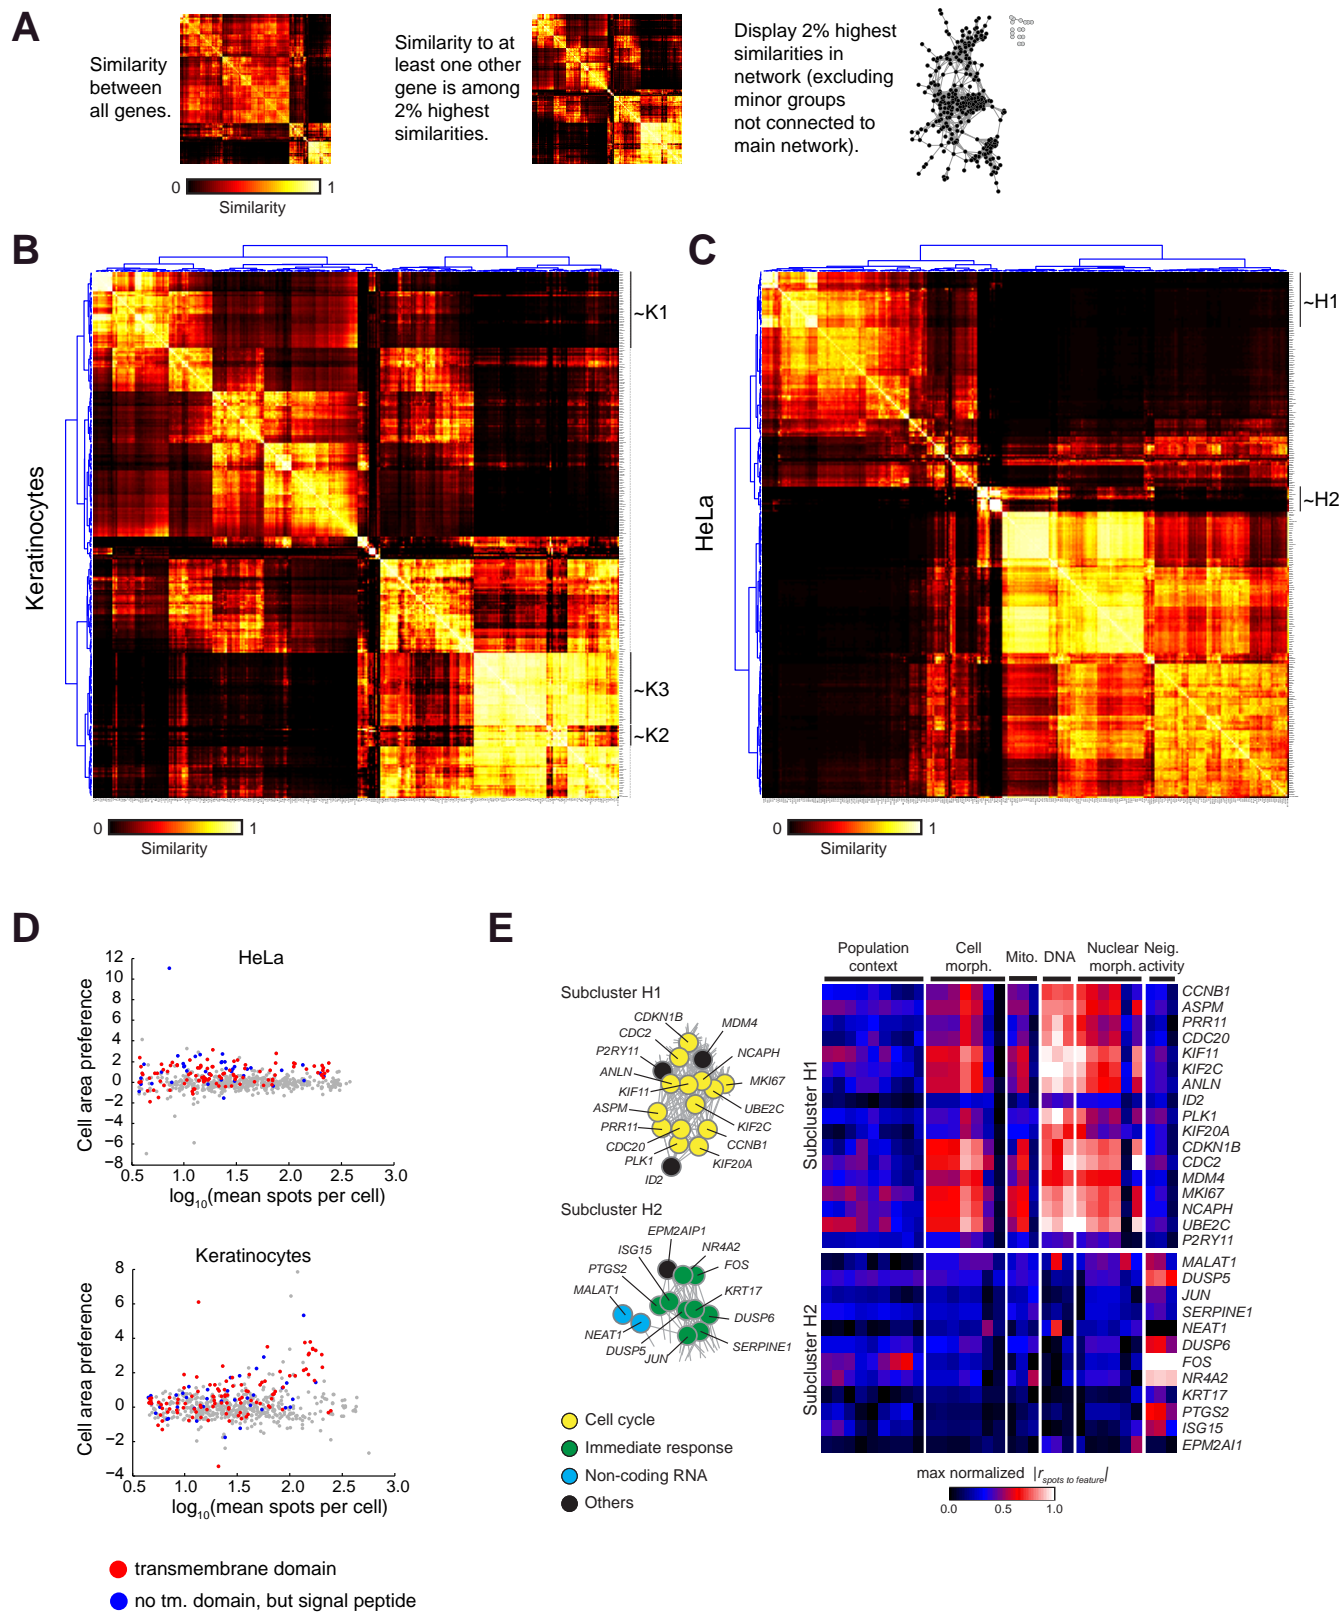 A
Similarity
between
all genes.
0
1
Similarity
Similarity to at
least one other
gene is among
2% highest
similarities.
Display 2% highest
similarities in
network (excluding
minor groups
not connected to
main network).
B
Keratinocytes
~K1
~K3
~K2
0
1
Similarity
C
HeLa
~H1
~H2
0
1
Similarity
D
HeLa
Cell area preference
12
10
8
6
4
2
0
−2
−4
−6
−8
0.5
1.0
1.5
2.0
2.5
3.0
log10(mean spots per cell)
Keratinocytes
Cell area preference
8
6
4
2
0
−2
−4
0.5
1.0
1.5
2.0
2.5
3.0
log10(mean spots per cell)
transmembrane domain
no tm. domain, but signal peptide
E
Subcluster H1
CDKN1B
MDM4
CDC2
P2RY11
NCAPH
ANLN
MKI67
KIF11
ASPM
UBE2C
PRR11
KIF2C
CDC20
CCNB1
PLK1
KIF20A
ID2
Subcluster H2
EPM2AIP1
ISG15
NR4A2
PTGS2
FOS
MALAT1
KRT17
DUSP6
NEAT1
DUSP5
JUN
SERPINE1
Cell cycle
Immediate response
Non-coding RNA
Others
Population
context
Cell
morph.
Mito.
DNA
Nuclear
morph.
Neig.
activity
Subcluster H1
CCNB1
ASPM
PRR11
CDC20
KIF11
KIF2C
ANLN
ID2
PLK1
KIF20A
CDKN1B
CDC2
MDM4
MKI67
NCAPH
UBE2C
P2RY11
Subcluster H2
MALAT1
DUSP5
JUN
SERPINE1
NEAT1
DUSP6
FOS
NR4A2
KRT17
PTGS2
ISG15
EPM2AI1
max normalized |r spots to feature|
0.0
0.5
1.0